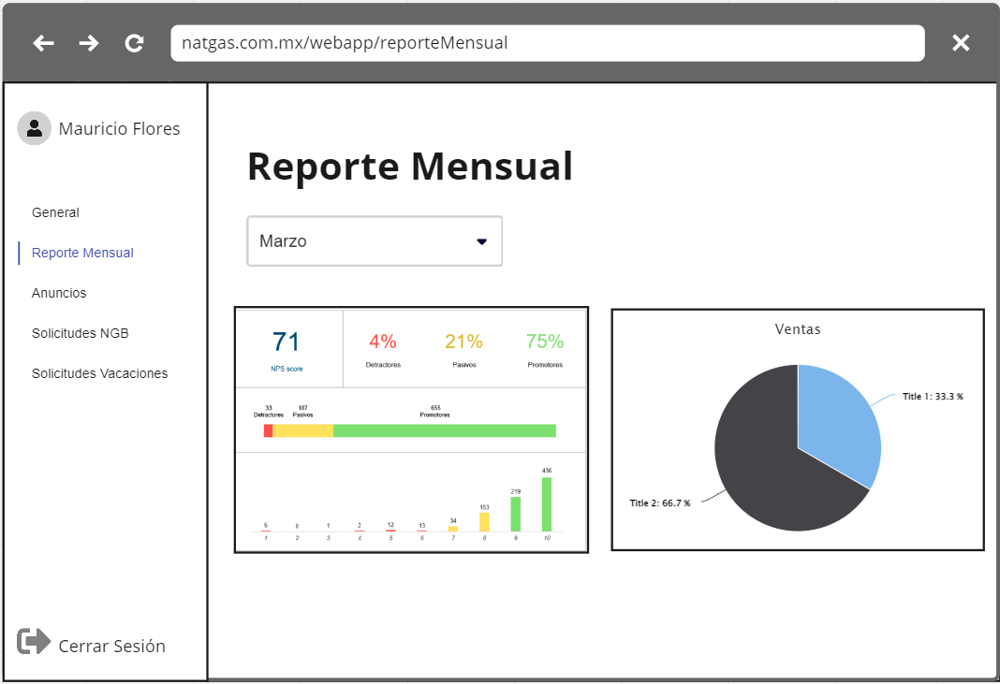 natgas.com.mx/webapp/reporteMensual
Mauricio Flores
General
Reporte Mensual
Anuncios
Solicitudes NGB
Solicitudes Vacaciones
Cerrar Sesión
Reporte Mensual
Marzo
71
NPS score
4% 21% 75%
Detractores Pasivos Promotores
33 187 655
Detractores Pasivos Promotores
5 0 1 2 12 13 34 153 219 436
1 2 3 4 5 6 7 8 9 10
Ventas
Title 1: 33.3 %
Title 2: 66.7 %